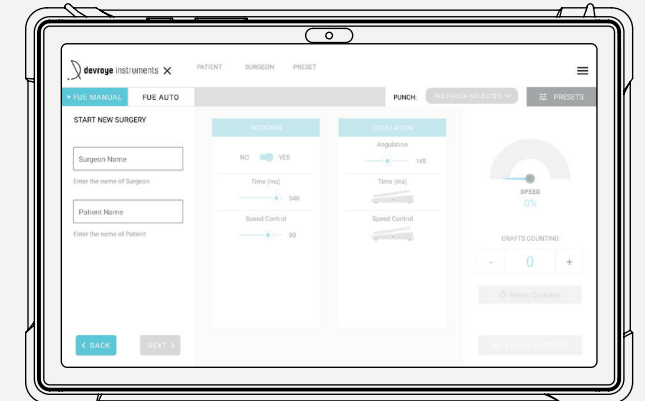 devroye instruments
PATIENT SURGEON PRESET
FUE MANUAL FUE AUTO PUNCH: NO PUNCH SELECTED PRESETS
START NEW SURGERY
ROTATION OSCILLATION
Angulation
Surgeon Name NO YES 145
Enter the name of Surgeon Time (ms) Time (ms)
540 SPEED
0%
Patient Name
Speed Control Speed Control
Enter the name of Patient 93 GRAFTS COUNTING
- 0 +
Reset Counter
BACK NEXT